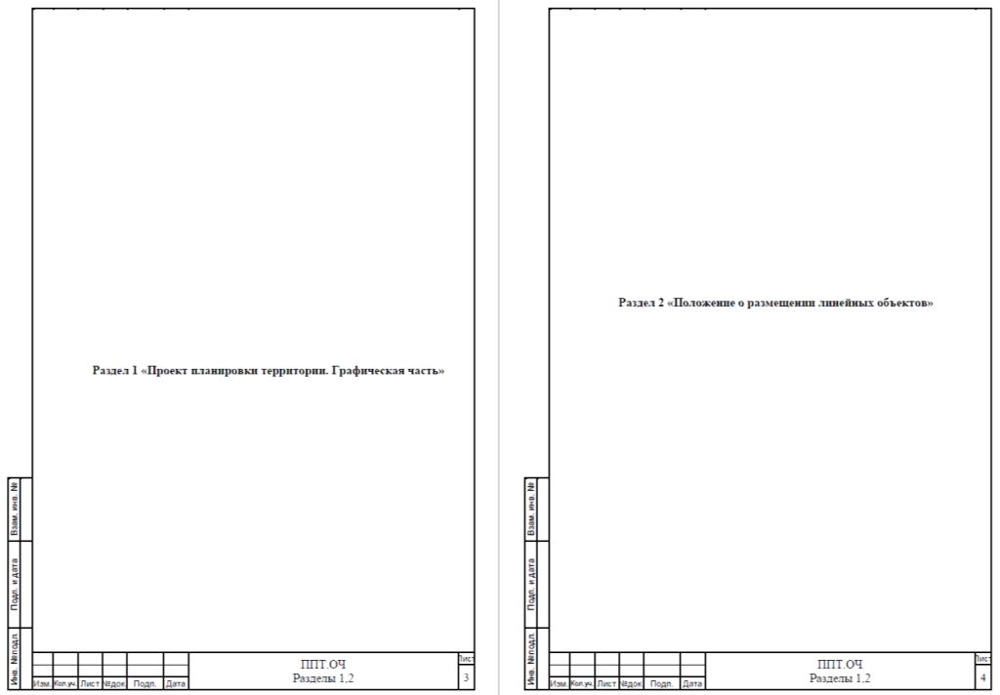 Раздел 1 «Проект планировки территории. Графическая часть»
Взам. инв. №
Подп. и дата
Инв. №подл.
Изм. Кол.уч. Лист №док. Подп. Дата
ППТ.ОЧ
Разделы 1,2
Лист
3
Раздел 2 «Положение о размещении линейных объектов»
Взам. инв. №
Подп. и дата
Инв. №подл.
Изм. Кол.уч. Лист №док. Подп. Дата
ППТ.ОЧ
Разделы 1,2
Лист
4